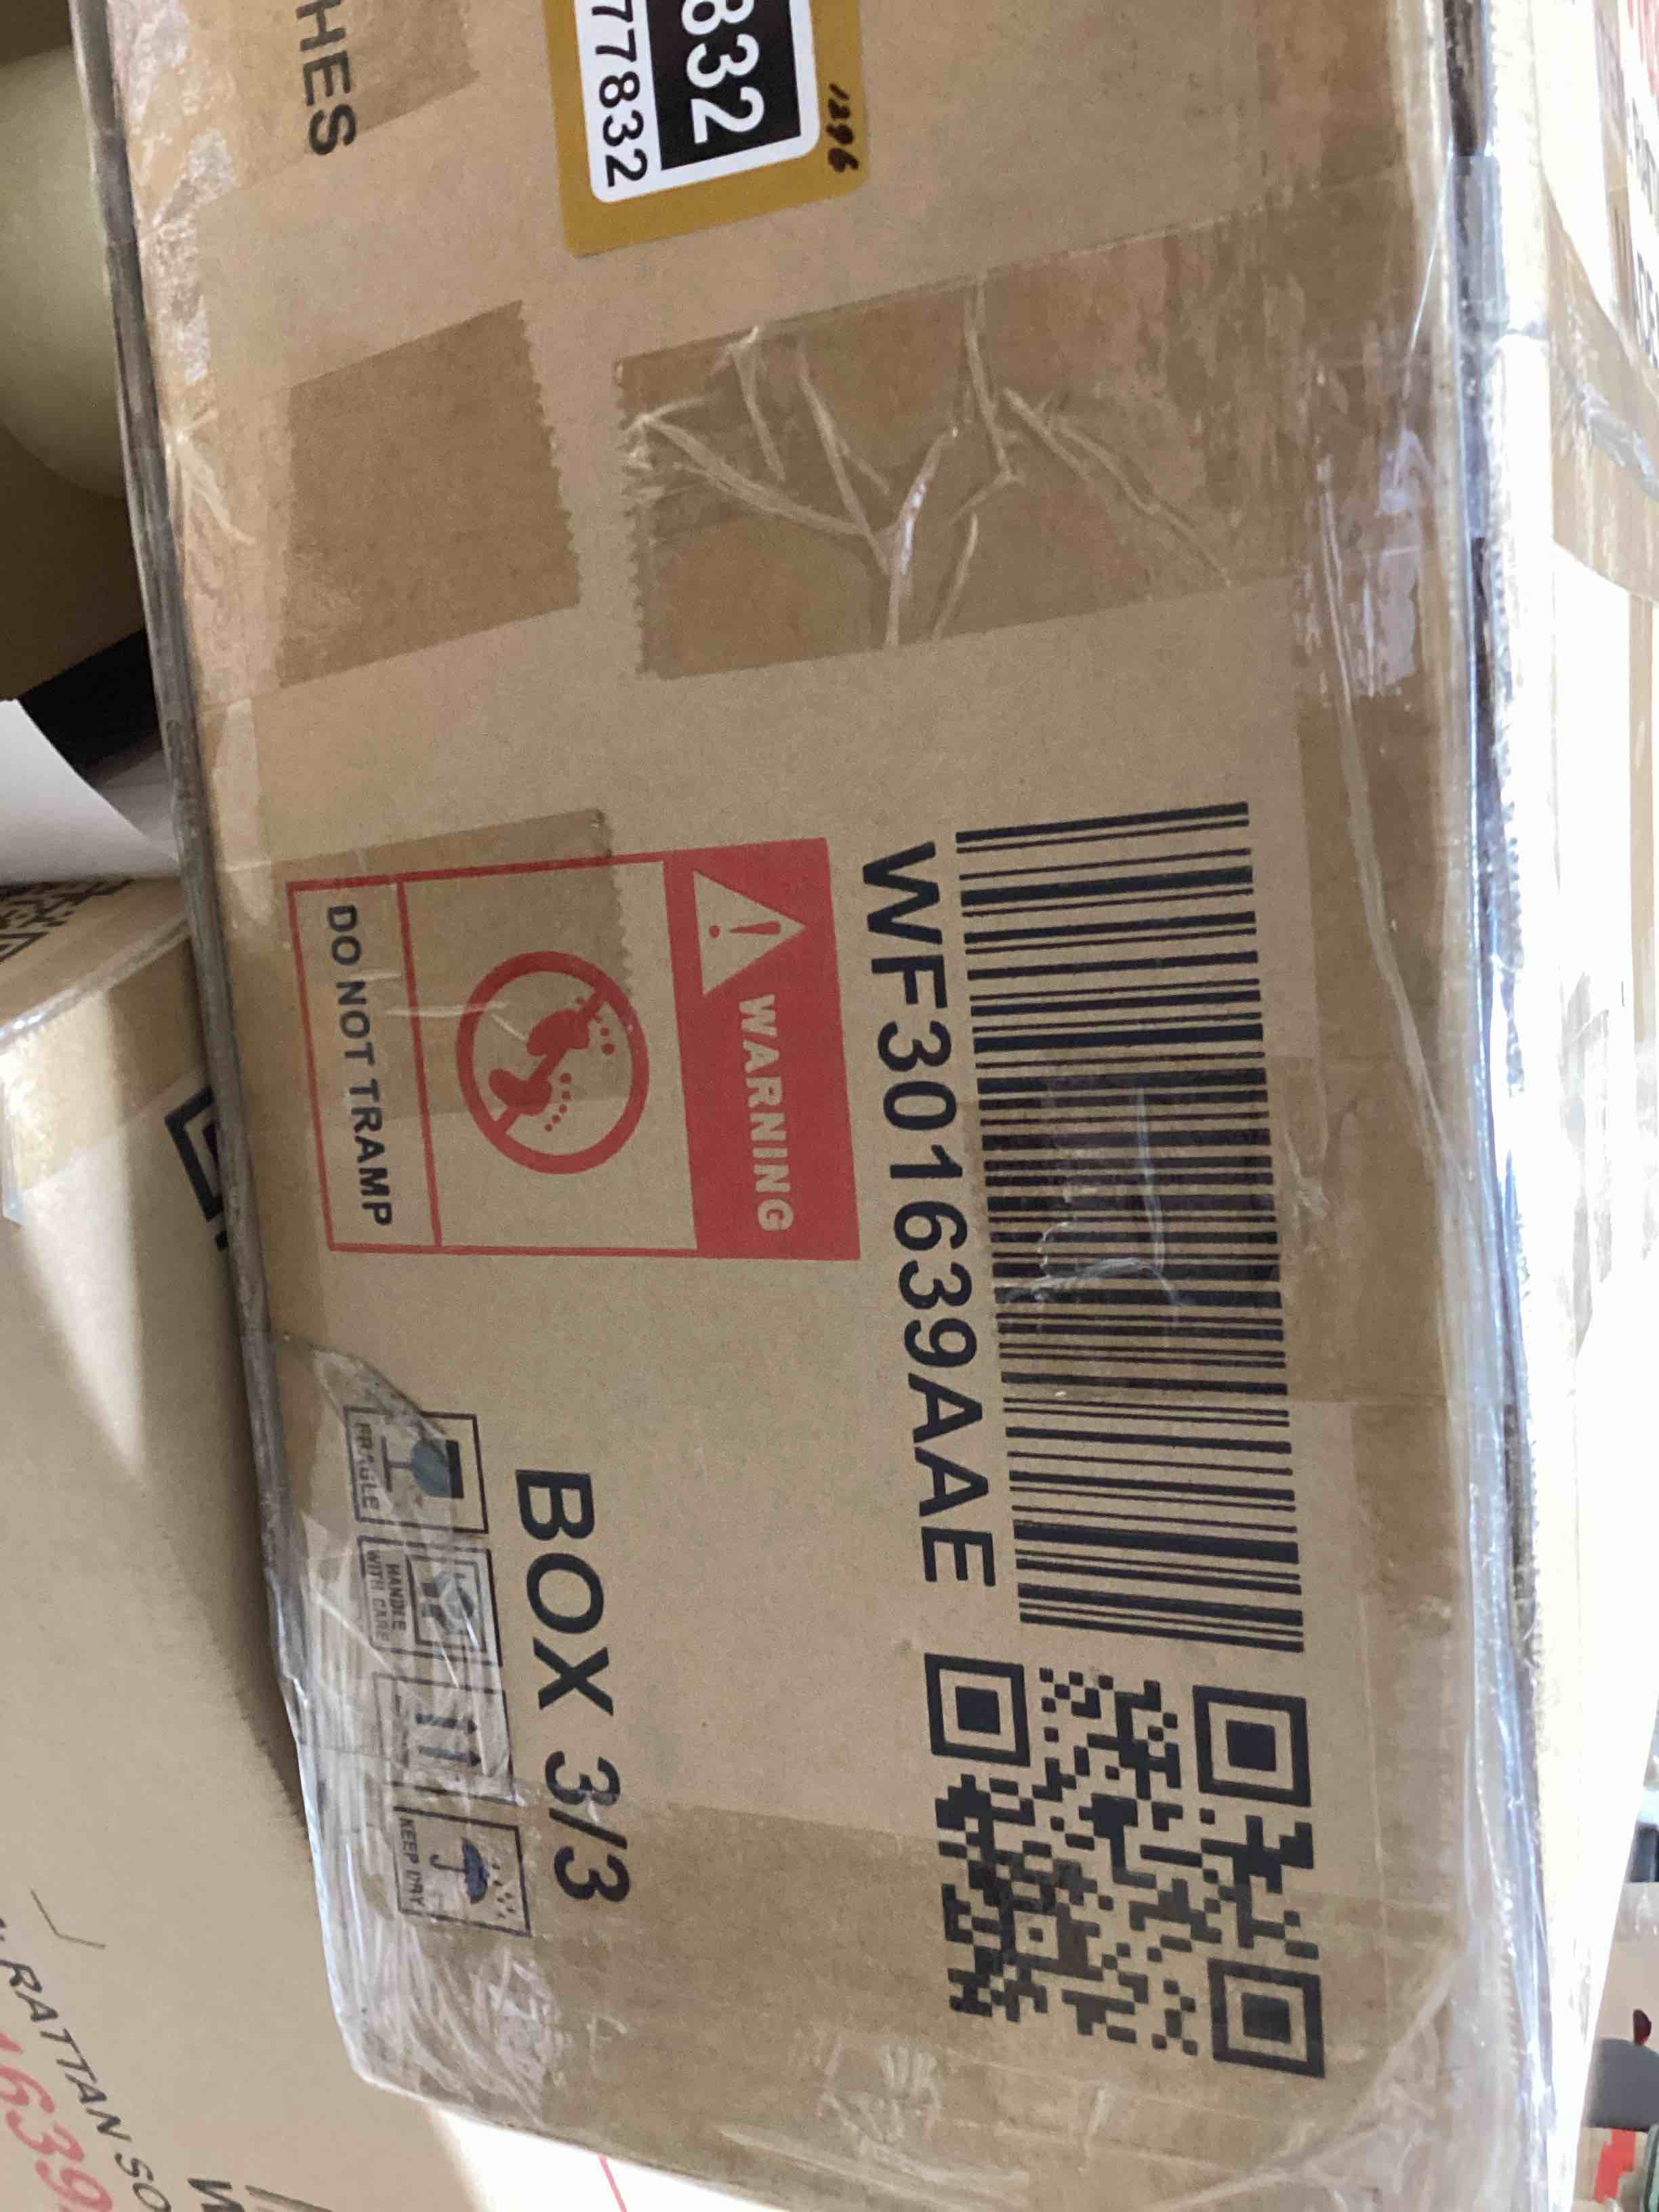 HES
832
77832
1296
WF301639AAE
WARNING
DO NOT TRAMP
BOX 3/3
FRAGILE
HANDLE
WITH CARE
KEEP DRY
RATTAN SO
1639
W